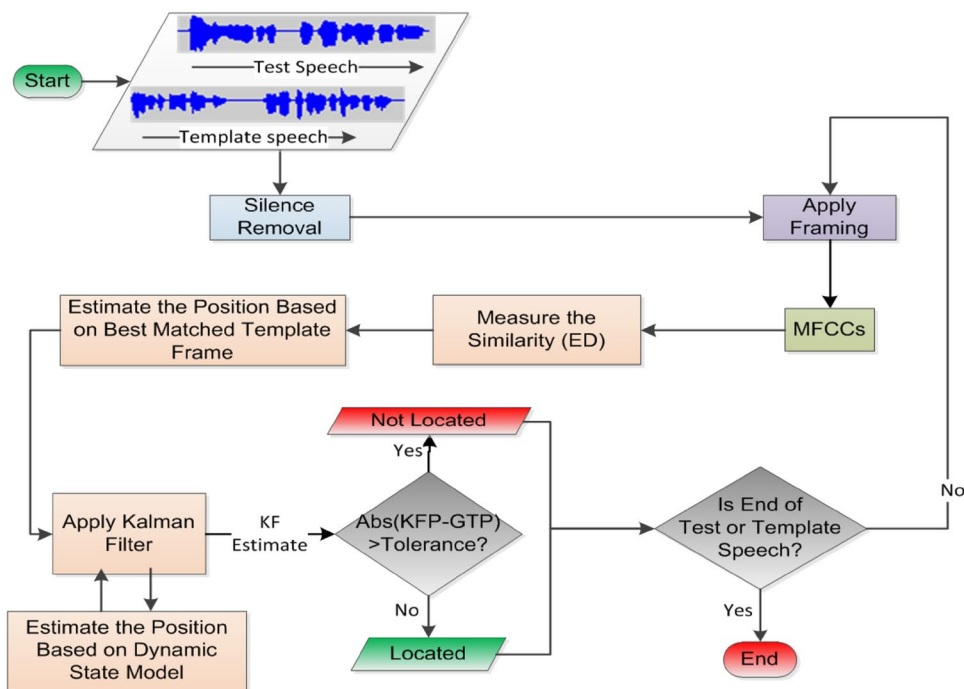 Test Speech
Start
Template speech
Silence
Removal
Apply
Framing
Estimate the Position Based
on Best Matched Template
Frame
Measure the
Similarity (ED)
MFCCs
Not Located
Yes
No
Apply Kalman
Filter
KF
Estimate
Abs(KFP-GTP)
>Tolerance?
Is End of
Test or Template
Speech?
No
Yes
Estimate the Position
Based on Dynamic
State Model
Located
End